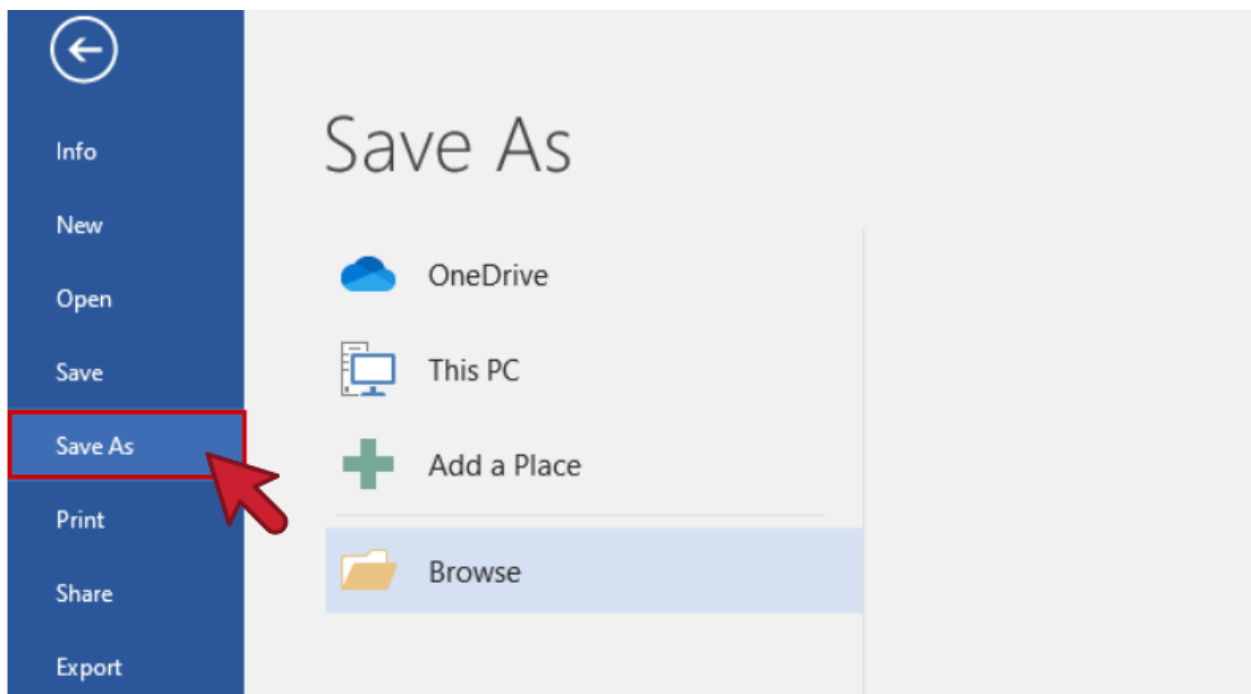 Info
New
Open
Save
Save As
Print
Share
Export
Save As
OneDrive
This PC
Add a Place
Browse